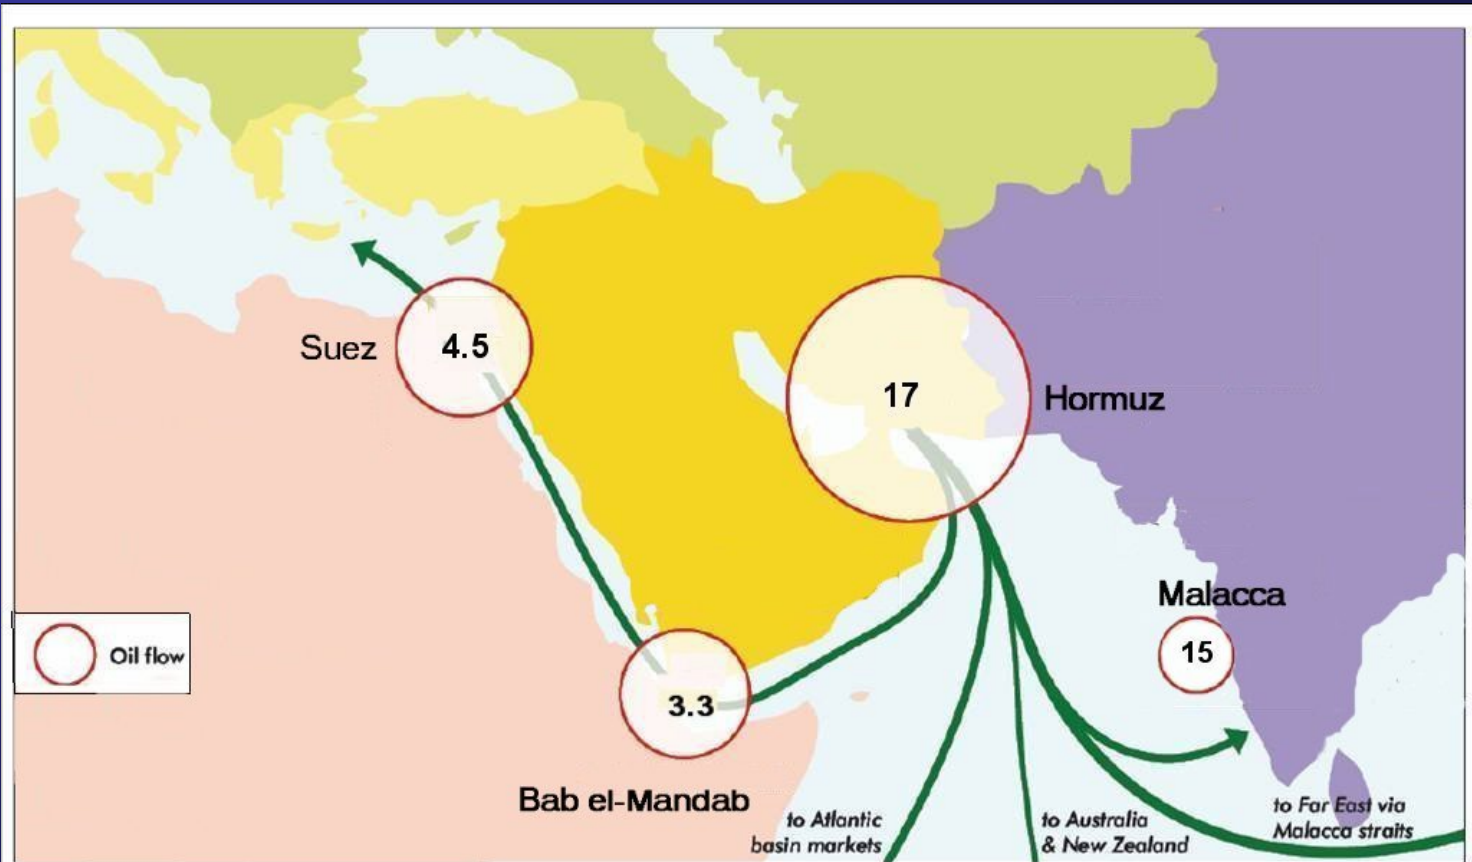 Suez
4.5
17
Hormuz
Malacca
15
Oil flow
3.3
Bab el-Mandab
to Atlantic
basin markets
to Australia
& New Zealand
to Far East via
Malacca straits